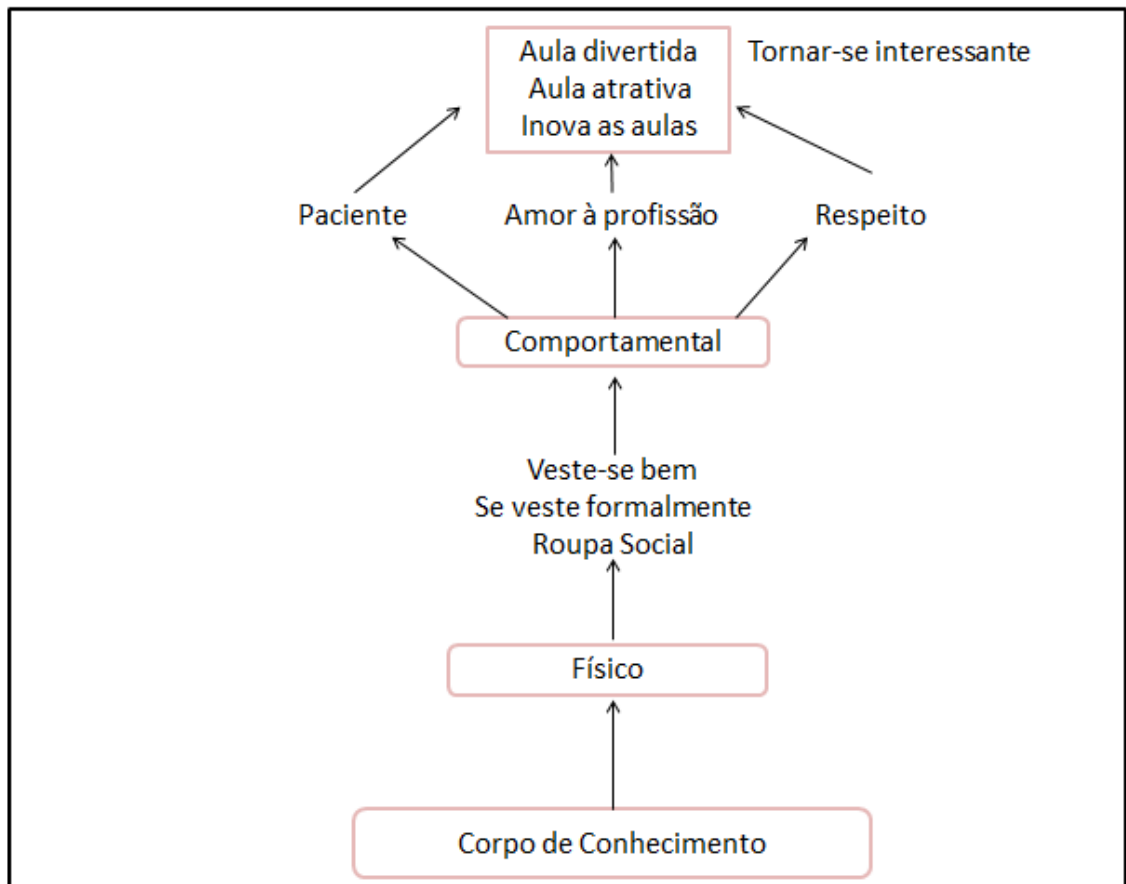 Aula divertida
Tornar-se interessante
Aula atrativa
Inova as aulas
Paciente
Amor à profissão
Respeito
Comportamental
Veste-se bem
Se veste formalmente
Roupa Social
Físico
Corpo de Conhecimento